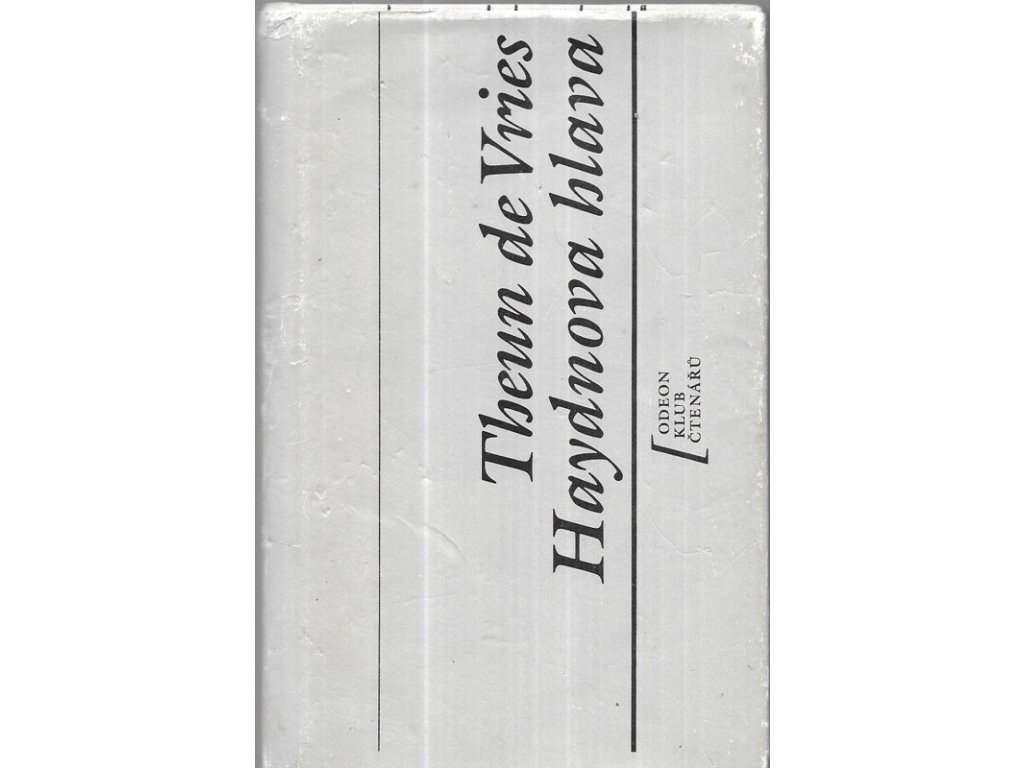 Theun de Vries
Haydnova hlava
ODEON
KLUB
ČTENÁŘŮ